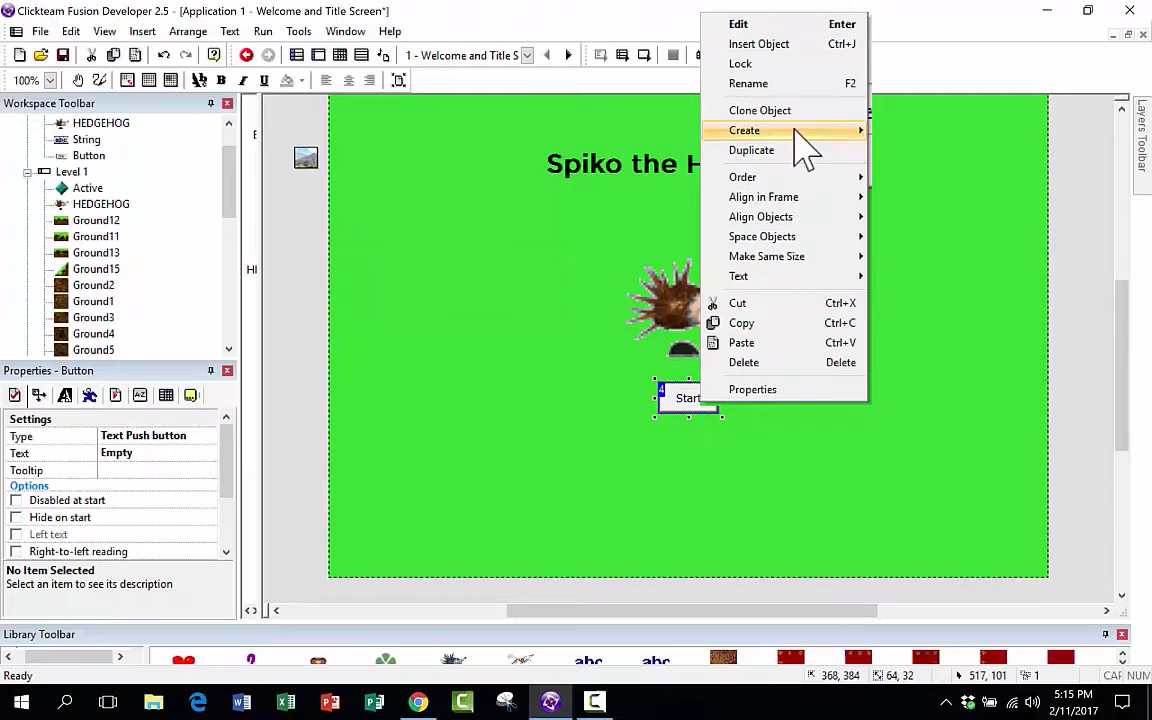 Clickteam Fusion Developer 2.5 - [Application 1 - Welcome and Title Screen*]
File Edit View Insert Arrange Text Run Tools Window Help
1 - Welcome and Title S
100%
Workspace Toolbar
HEDGEHOG
String
Button
Level 1
Active
HEDGEHOG
Ground12
Ground11
Ground13
Ground15
Ground2
Ground1
Ground3
Ground4
Ground5
Properties - Button
Settings
Type Text Push button
Text Empty
Tooltip
Options
Disabled at start
Hide on start
Left text
Right-to-left reading
No Item Selected
Select an item to see its description
Spiko the H
4
Start
Edit Enter
Insert Object Ctrl+J
Lock
Rename F2
Clone Object
Create
Duplicate
Order
Align in Frame
Align Objects
Space Objects
Make Same Size
Text
Cut Ctrl+X
Copy Ctrl+C
Paste Ctrl+V
Delete Delete
Properties
Layers Toolbar
Library Toolbar
abc abc
Ready
368, 384
64, 32
517, 101
1
CAP NUM
5:15 PM
2/11/2017